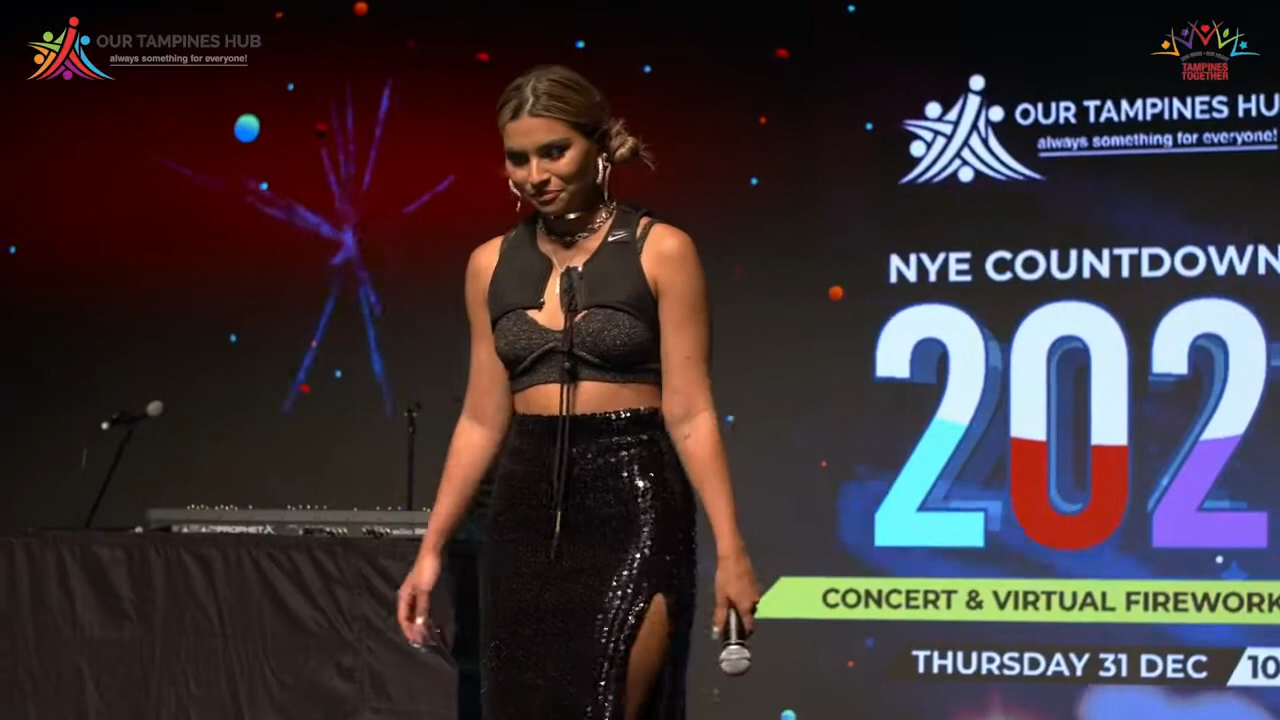 OUR TAMPINES HUB
always something for everyone!
TAMPINES
TOGETHER
OUR TAMPINES HU
always something for everyone!
NYE COUNTDOWN
202
CONCERT & VIRTUAL FIREWORK
THURSDAY 31 DEC 10
PROPHET X